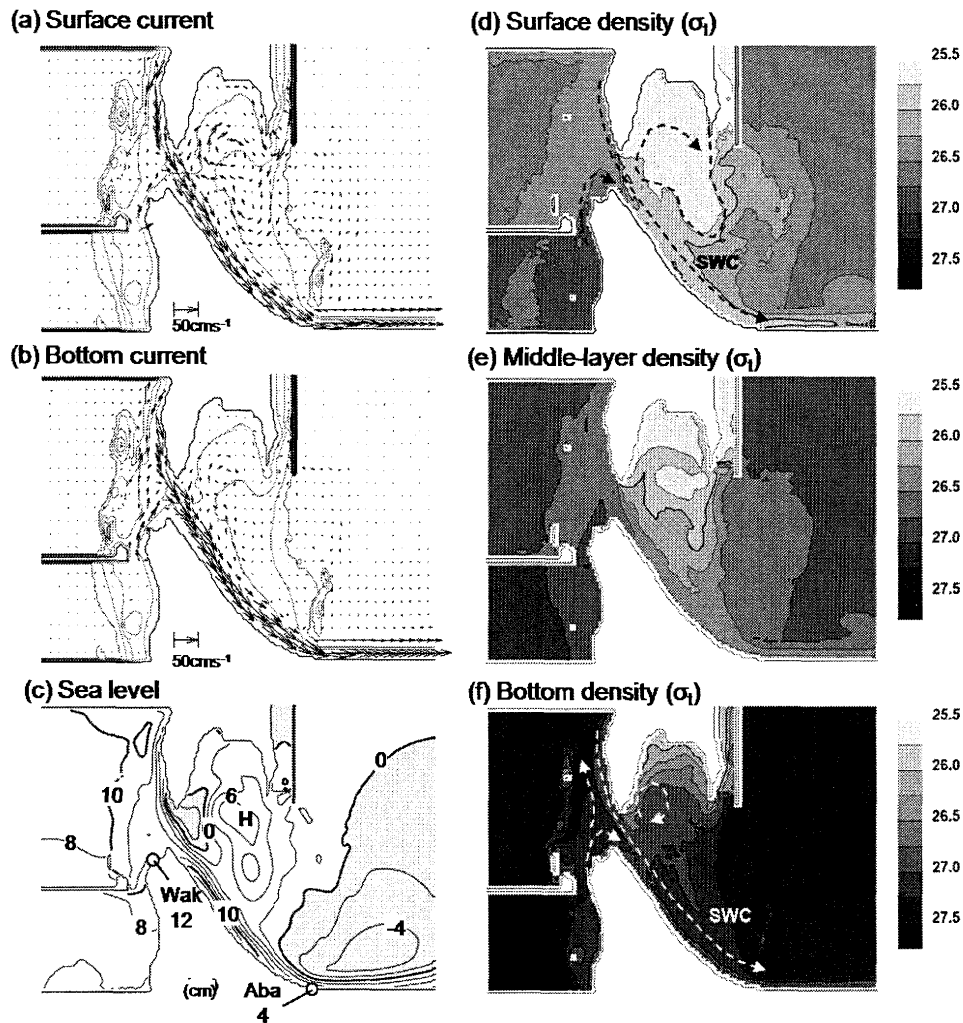 (a) Surface current
50cms⁻¹
(b) Bottom current
50cms⁻¹
(c) Sea level
10
8
6
H
0
0
Wak
12
10
8
-4
(cm)
Aba
4
(d) Surface density (σt)
SWC
25.5
26.0
26.5
27.0
27.5
(e) Middle-layer density (σt)
25.5
26.0
26.5
27.0
27.5
(f) Bottom density (σt)
SWC
25.5
26.0
26.5
27.0
27.5